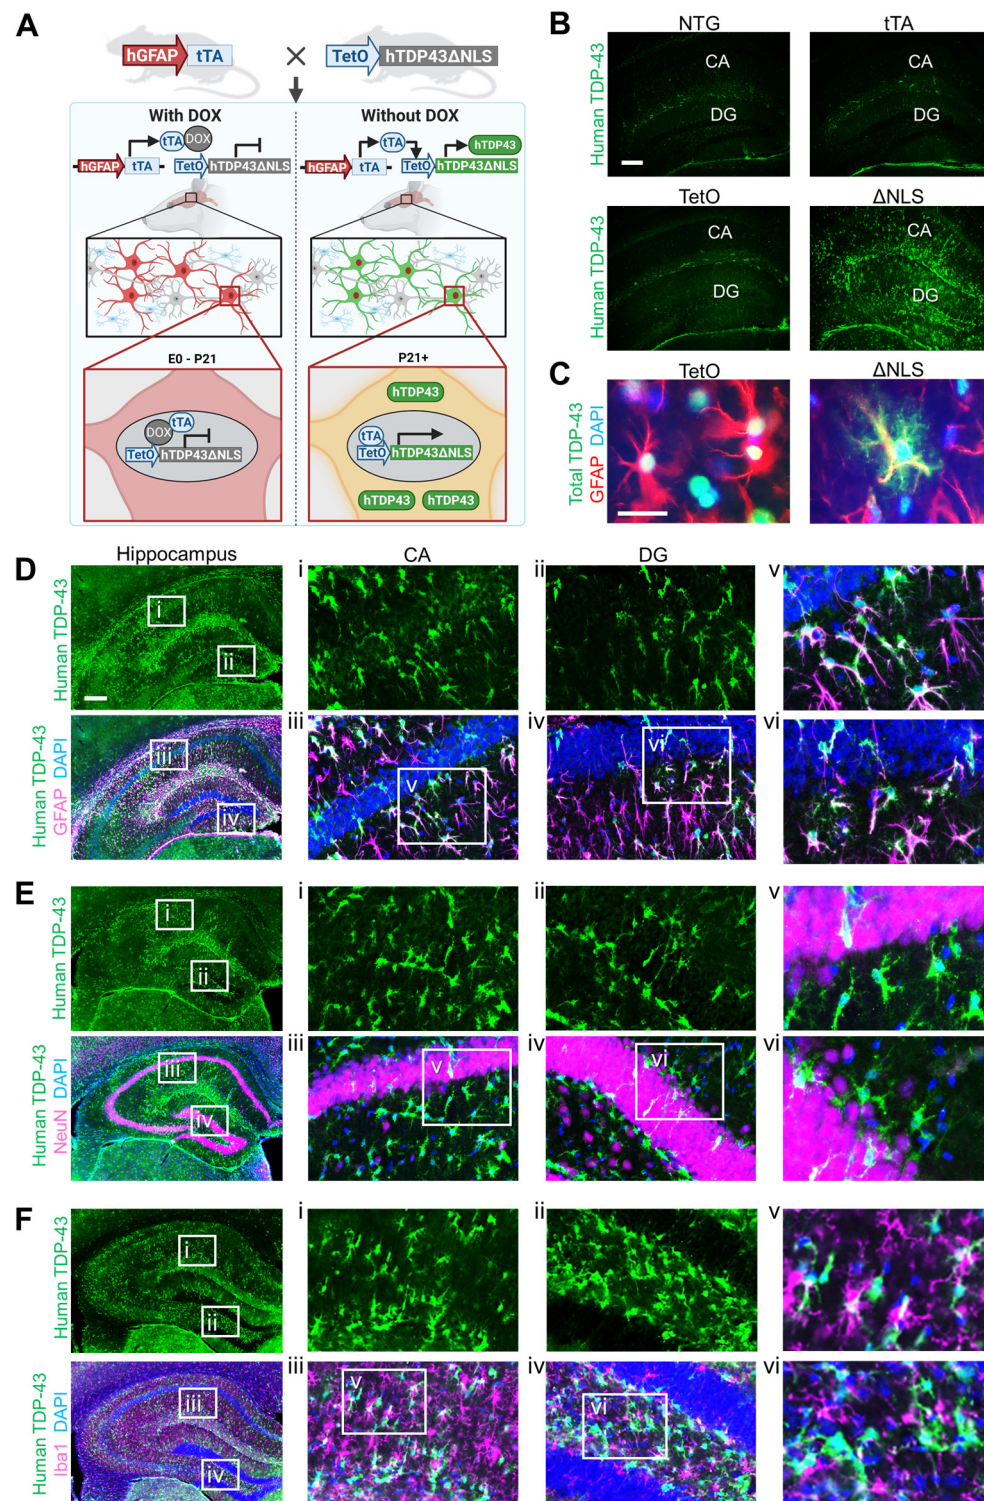 A
hGFAP tTA × TetO hTDP43ΔNLS
With DOX
tTA DOX
hGFAP tTA TetO hTDP43ΔNLS
E0 - P21
tTA
DOX
TetO hTDP43ΔNLS
Without DOX
tTA hTDP43
hGFAP tTA TetO hTDP43ΔNLS
P21+
hTDP43
tTA
TetO hTDP43ΔNLS
hTDP43 hTDP43
B
NTG tTA
Human TDP-43
CA CA
DG DG
TetO ΔNLS
Human TDP-43
CA CA
DG DG
C
TetO ΔNLS
Total TDP-43
GFAP DAPI
D
Hippocampus CA DG
Human TDP-43
i ii i ii v
Human TDP-43
GFAP DAPI
iii iv iii v iv vi vi
E
Human TDP-43
i ii i ii v
Human TDP-43
NeuN DAPI
iii iv iii v iv vi vi
F
Human TDP-43
i ii i ii v
Human TDP-43
Iba1 DAPI
iii iv iii v iv vi vi